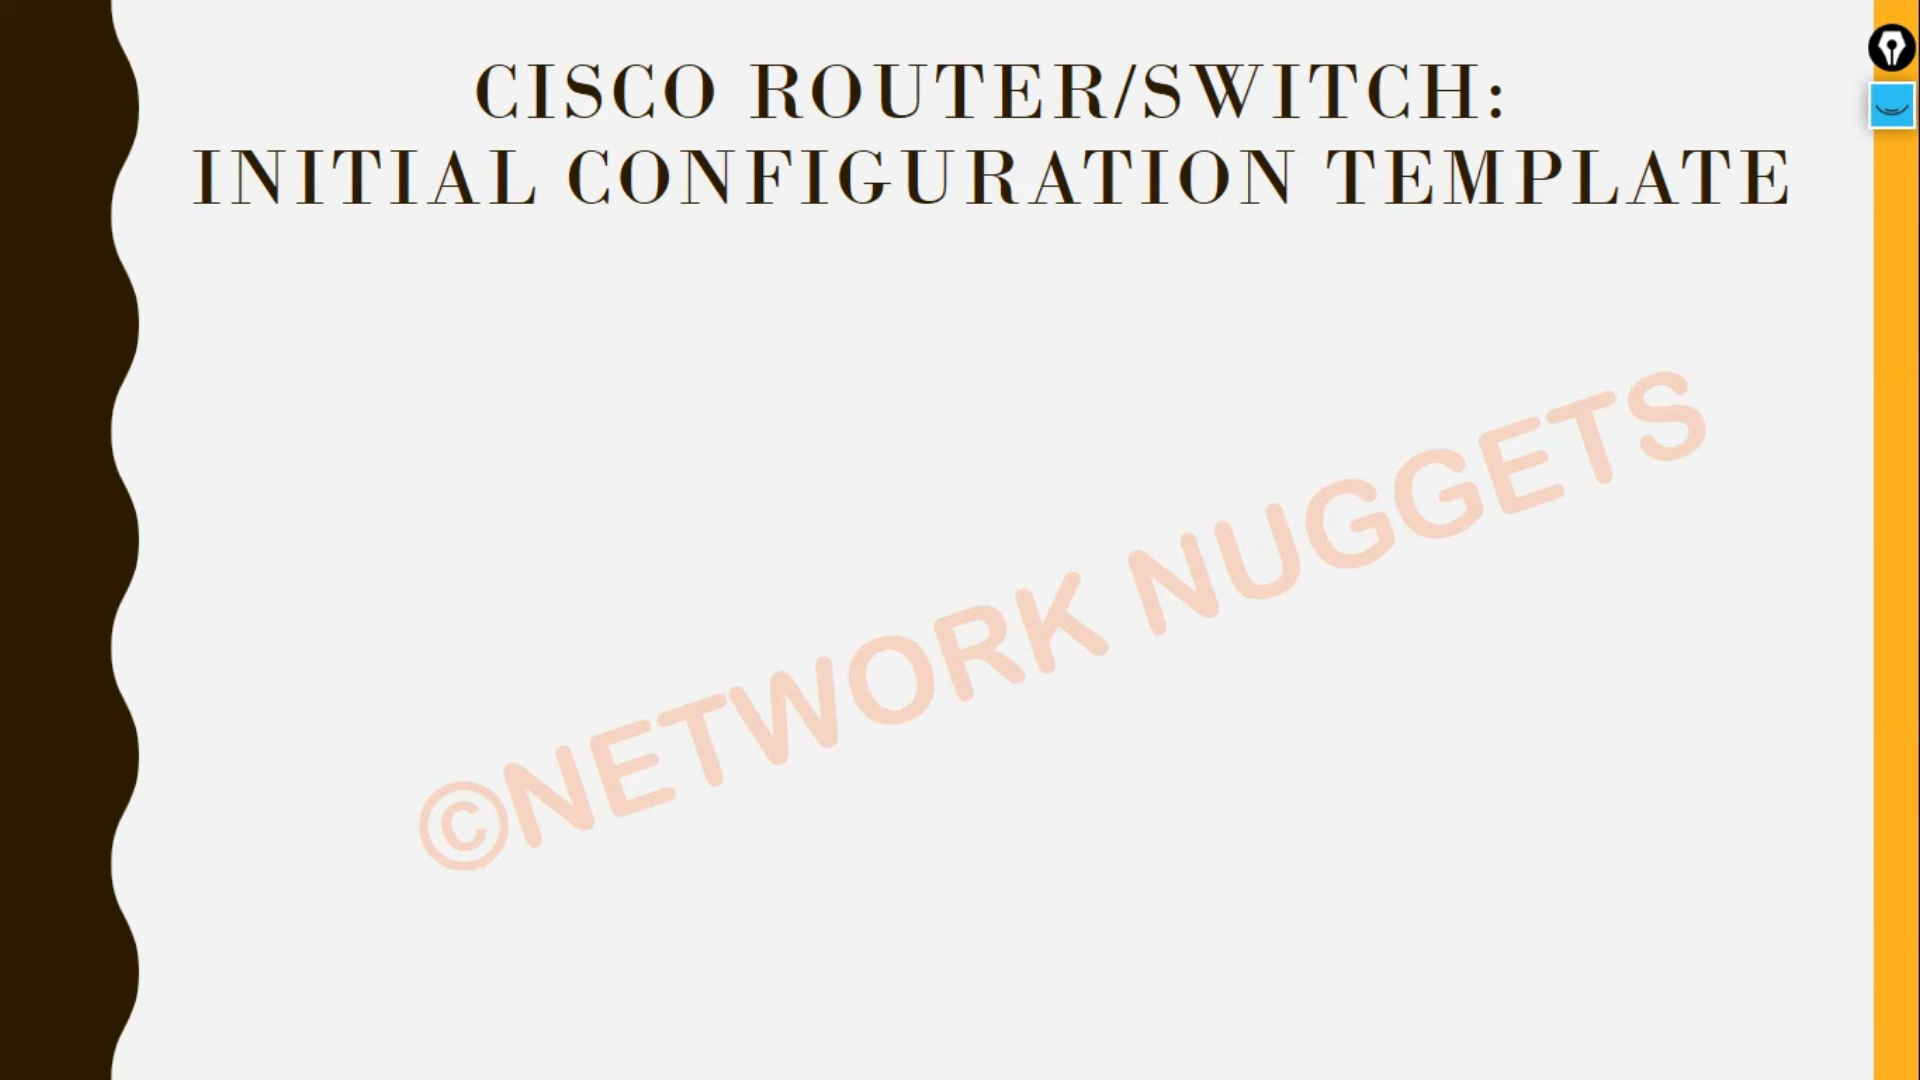 CISCO ROUTER/SWITCH:
INITIAL CONFIGURATION TEMPLATE
©NETWORK NUGGETS